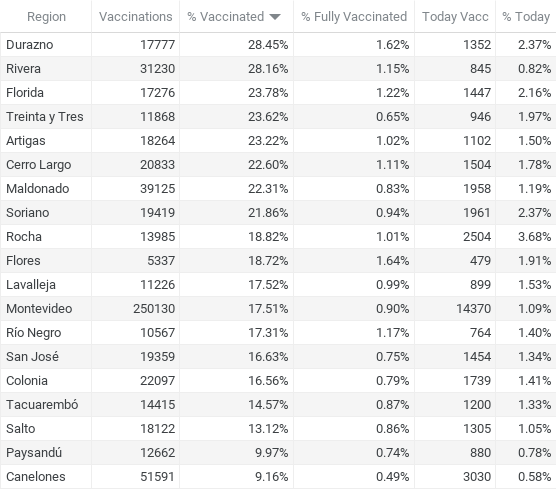 Region Vaccinations % Vaccinated % Fully Vaccinated Today Vacc % Today
Durazno 17777 28.45% 1.62% 1352 2.37%
Rivera 31230 28.16% 1.15% 845 0.82%
Florida 17276 23.78% 1.22% 1447 2.16%
Treinta y Tres 11868 23.62% 0.65% 946 1.97%
Artigas 18264 23.22% 1.02% 1102 1.50%
Cerro Largo 20833 22.60% 1.11% 1504 1.78%
Maldonado 39125 22.31% 0.83% 1958 1.19%
Soriano 19419 21.86% 0.94% 1961 2.37%
Rocha 13985 18.82% 1.01% 2504 3.68%
Flores 5337 18.72% 1.64% 479 1.91%
Lavalleja 11226 17.52% 0.99% 899 1.53%
Montevideo 250130 17.51% 0.90% 14370 1.09%
Río Negro 10567 17.31% 1.17% 764 1.40%
San José 19359 16.63% 0.75% 1454 1.34%
Colonia 22097 16.56% 0.79% 1739 1.41%
Tacuarembó 14415 14.57% 0.87% 1200 1.33%
Salto 18122 13.12% 0.86% 1305 1.05%
Paysandú 12662 9.97% 0.74% 880 0.78%
Canelones 51591 9.16% 0.49% 3030 0.58%